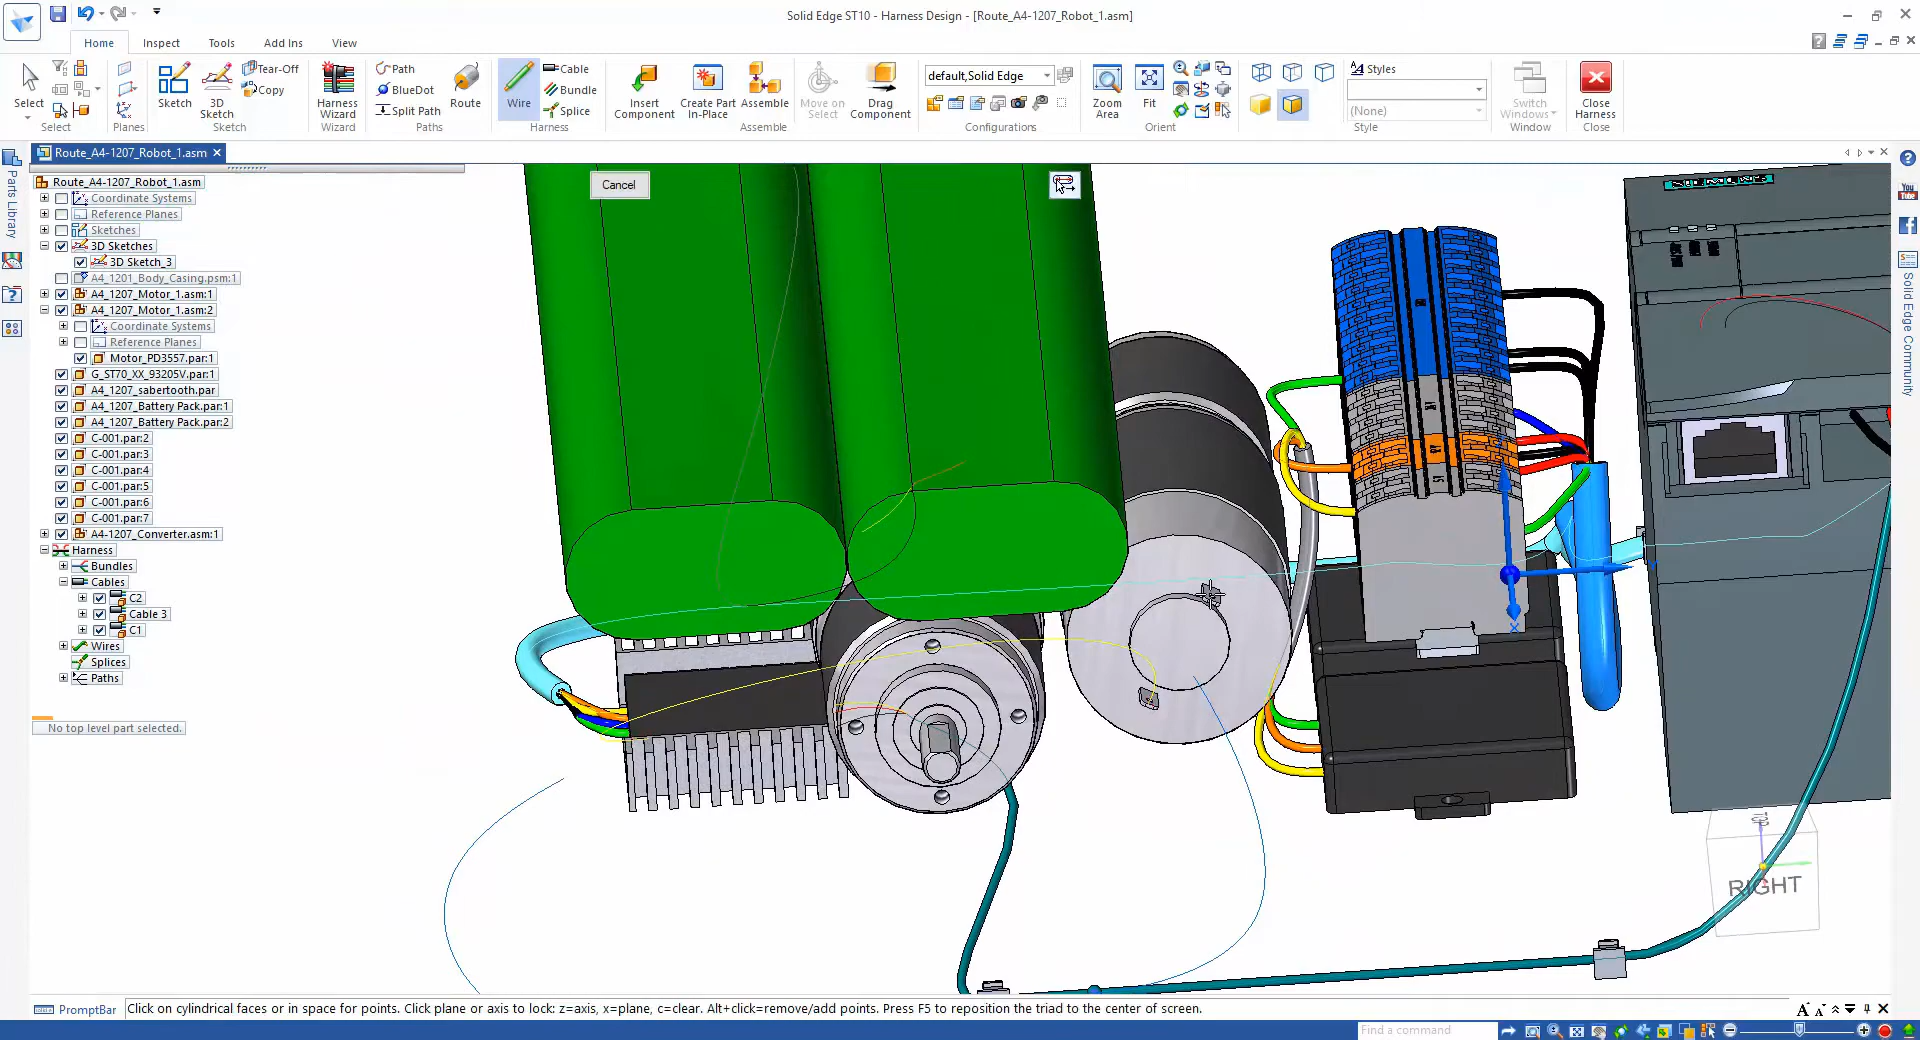 Solid Edge ST10 - Harness Design - [Route_A4-1207_Robot_1.asm]
Home Inspect Tools Add Ins View
Select
Select
Planes
Sketch
3D Sketch
Tear-Off
Copy
Sketch
Harness Wizard
Wizard
Path
BlueDot
Split Path
Route
Paths
Wire
Cable
Bundle
Splice
Harness
Insert Component
Create Part In-Place
Assemble
Move on Select
Drag Component
Assemble
default,Solid Edge
Configurations
Zoom Area
Fit
Orient
Styles
(None)
Style
Switch Windows
Window
Close Harness
Close
Route_A4-1207_Robot_1.asm
Parts Library
Route_A4-1207_Robot_1.asm
Coordinate Systems
Reference Planes
Sketches
3D Sketches
3D Sketch_3
A4_1201_Body_Casing.psm:1
A4_1207_Motor_1.asm:1
A4_1207_Motor_1.asm:2
Coordinate Systems
Reference Planes
Motor_PD3557.par:1
G_ST70_XX_93205V.par:1
A4_1207_sabertooth.par
A4_1207_Battery Pack.par:1
A4_1207_Battery Pack.par:2
C-001.par:2
C-001.par:3
C-001.par:4
C-001.par:5
C-001.par:6
C-001.par:7
A4-1207_Converter.asm:1
Harness
Bundles
Cables
C2
Cable 3
C1
Wires
Splices
Paths
No top level part selected.
Cancel
SIEMENS
X
TOP
RIGHT
You Tube
Solid Edge Community
PromptBar
Click on cylindrical faces or in space for points. Click plane or axis to lock: z=axis, x=plane, c=clear. Alt+click=remove/add points. Press F5 to reposition the triad to the center of screen.
Find a command